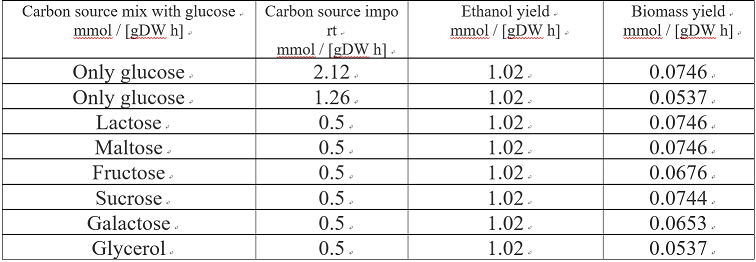 Carbon source mix with glucose Carbon source impo Ethanol yield Biomass yield
mmol / [gDW h] rt mmol / [gDW h] mmol / [gDW h]
mmol / [gDW h]
Only glucose 2.12 1.02 0.0746
Only glucose 1.26 1.02 0.0537
Lactose 0.5 1.02 0.0746
Maltose 0.5 1.02 0.0746
Fructose 0.5 1.02 0.0676
Sucrose 0.5 1.02 0.0744
Galactose 0.5 1.02 0.0653
Glycerol 0.5 1.02 0.0537